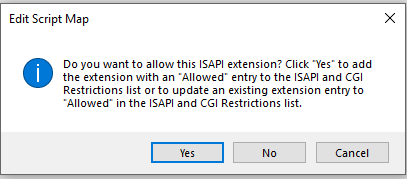 Edit Script Map
Do you want to allow this ISAPI extension? Click "Yes" to add
the extension with an "Allowed" entry to the ISAPI and CGI
Restrictions list or to update an existing extension entry to
"Allowed" in the ISAPI and CGI Restrictions list.
Yes
No
Cancel